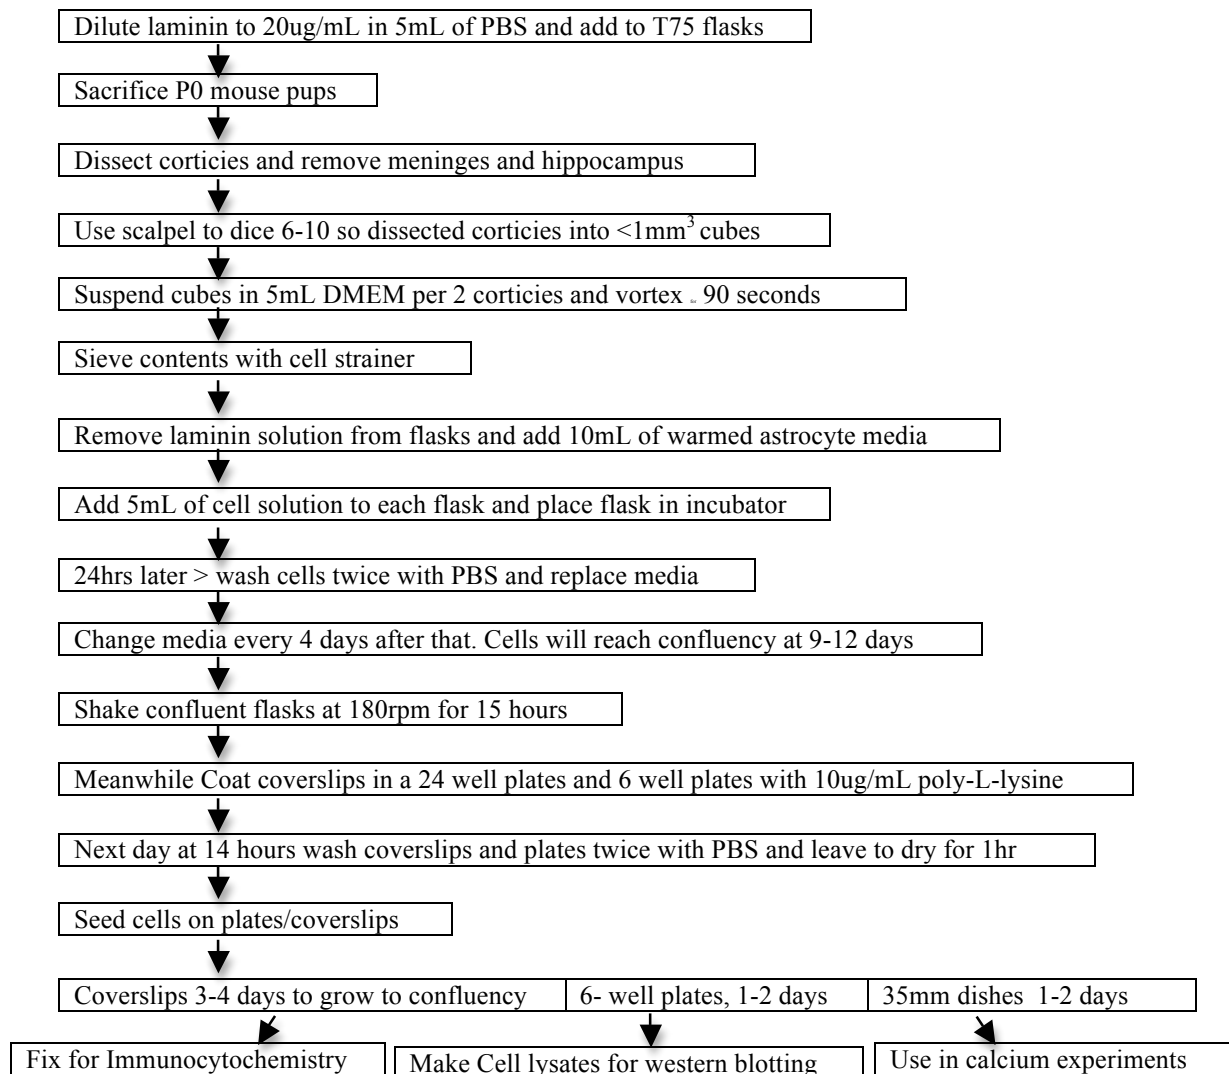 Dilute laminin to 20ug/mL in 5mL of PBS and add to T75 flasks
Sacrifice P0 mouse pups
Dissect corticies and remove meninges and hippocampus
Use scalpel to dice 6-10 so dissected corticies into <1mm³ cubes
Suspend cubes in 5mL DMEM per 2 corticies and vortex 90 seconds
Sieve contents with cell strainer
Remove laminin solution from flasks and add 10mL of warmed astrocyte media
Add 5mL of cell solution to each flask and place flask in incubator
24hrs later > wash cells twice with PBS and replace media
Change media every 4 days after that. Cells will reach confluency at 9-12 days
Shake confluent flasks at 180rpm for 15 hours
Meanwhile Coat coverslips in a 24 well plates and 6 well plates with 10ug/mL poly-L-lysine
Next day at 14 hours wash coverslips and plates twice with PBS and leave to dry for 1hr
Seed cells on plates/coverslips
Coverslips 3-4 days to grow to confluency
6- well plates, 1-2 days
35mm dishes 1-2 days
Fix for Immunocytochemistry
Make Cell lysates for western blotting
Use in calcium experiments